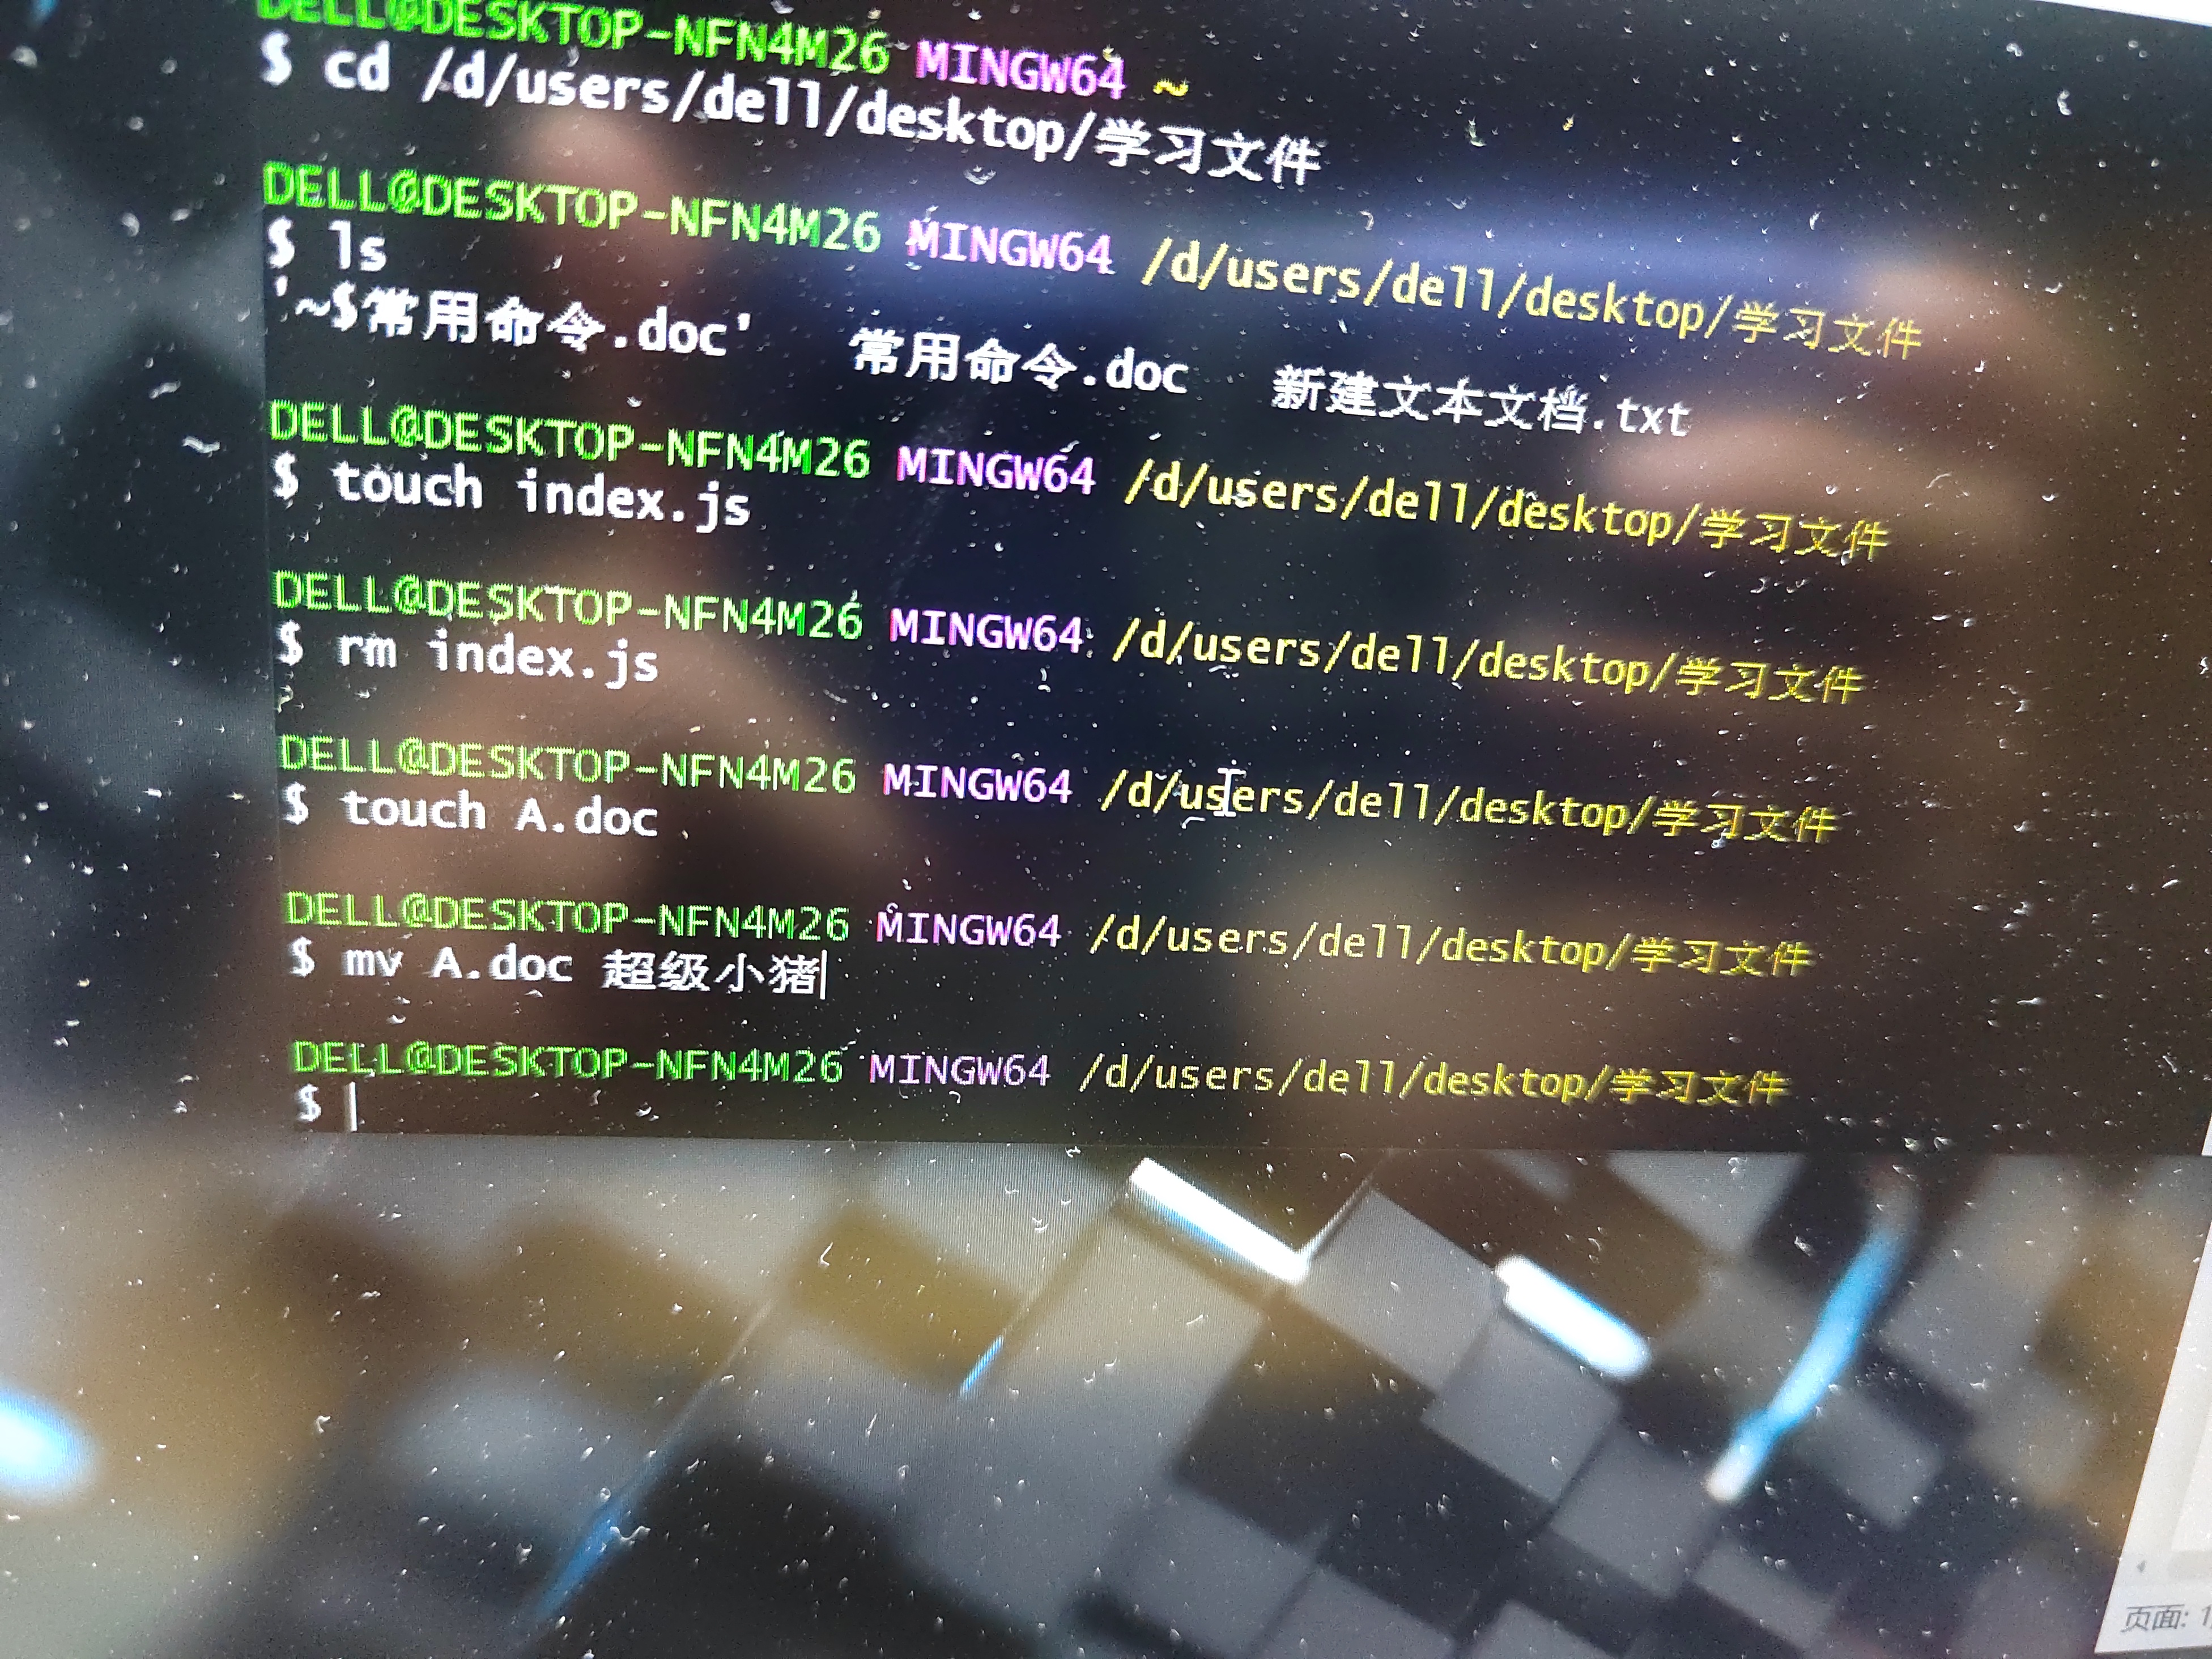 DELL@DESKTOP-NFN4M26 MINGW64 ~
$ cd /d/users/dell/desktop/学习文件
DELL@DESKTOP-NFN4M26 MINGW64 /d/users/dell/desktop/学习文件
$ ls
'~$常用命令.doc' 常用命令.doc 新建文本文档.txt
DELL@DESKTOP-NFN4M26 MINGW64 /d/users/dell/desktop/学习文件
$ touch index.js
DELL@DESKTOP-NFN4M26 MINGW64 /d/users/dell/desktop/学习文件
$ rm index.js
DELL@DESKTOP-NFN4M26 MINGW64 /d/users/dell/desktop/学习文件
$ touch A.doc
DELL@DESKTOP-NFN4M26 MINGW64 /d/users/dell/desktop/学习文件
$ mv A.doc 超级小猪
DELL@DESKTOP-NFN4M26 MINGW64 /d/users/dell/desktop/学习文件
$
页面: 1